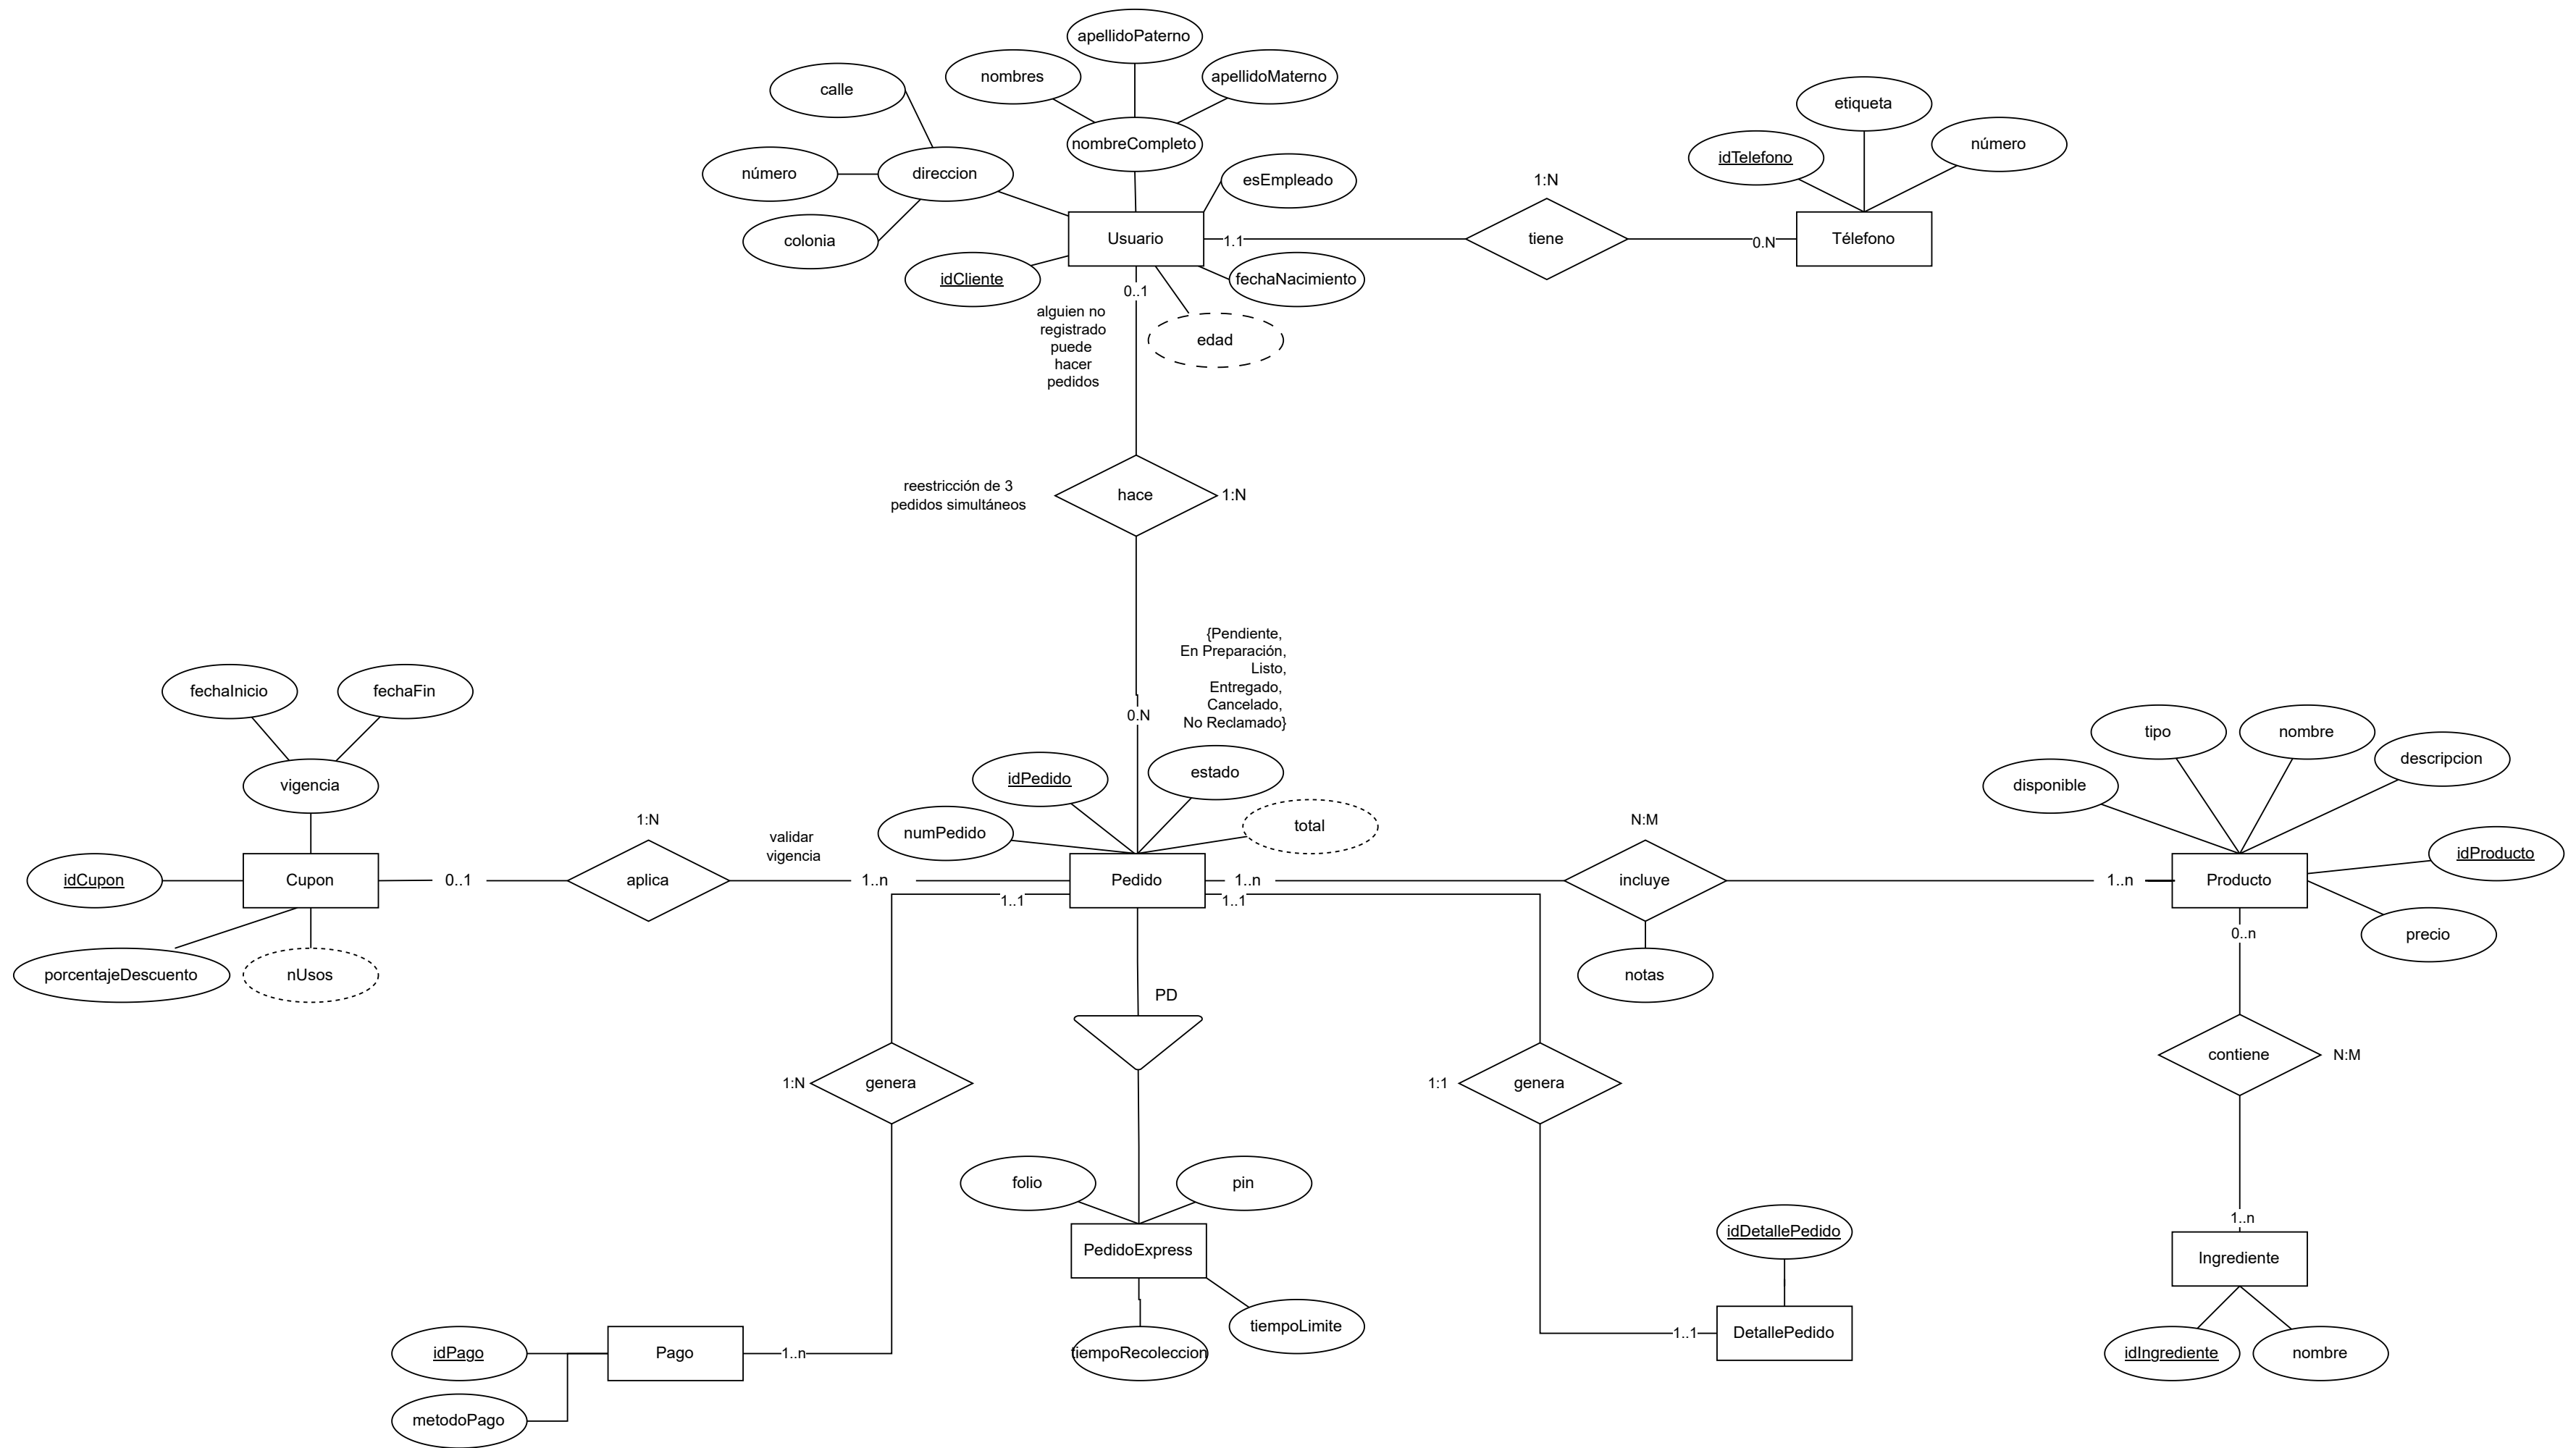 apellidoPaterno
nombres
apellidoMaterno
calle
etiqueta
nombreCompleto
número
idTelefono
número
direccion
esEmpleado
1:N
colonia
Usuario
1.1
tiene
0.N
Télefono
idCliente
fechaNacimiento
0..1
alguien no
registrado
puede
hacer
pedidos
edad
reestricción de 3
pedidos simultáneos
hace
1:N
{Pendiente,
En Preparación,
Listo,
Entregado,
Cancelado,
No Reclamado}
0.N
fechaInicio
fechaFin
tipo
nombre
descripcion
vigencia
idPedido
estado
disponible
1:N
validar
vigencia
numPedido
total
N:M
idProducto
idCupon
Cupon
0..1
aplica
1..n
Pedido
1..n
incluye
1..n
Producto
1..1
1..1
precio
0..n
porcentajeDescuento
nUsos
notas
PD
contiene
N:M
1:N
genera
1:1
genera
folio
pin
1..n
idDetallePedido
PedidoExpress
Ingrediente
tiempoLimite
1..1
DetallePedido
idPago
Pago
1..n
tiempoRecoleccion
idIngrediente
nombre
metodoPago